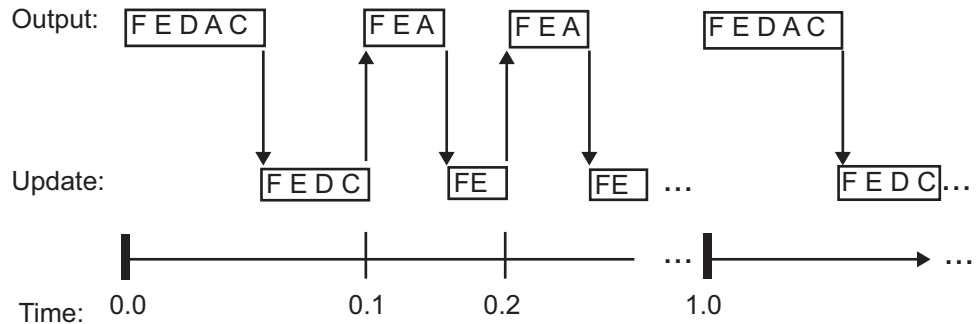 Output: F E D A C F E A F E A F E D A C
Update: F E D C FE FE ... F E D C ...
... ...
Time: 0.0 0.1 0.2 1.0